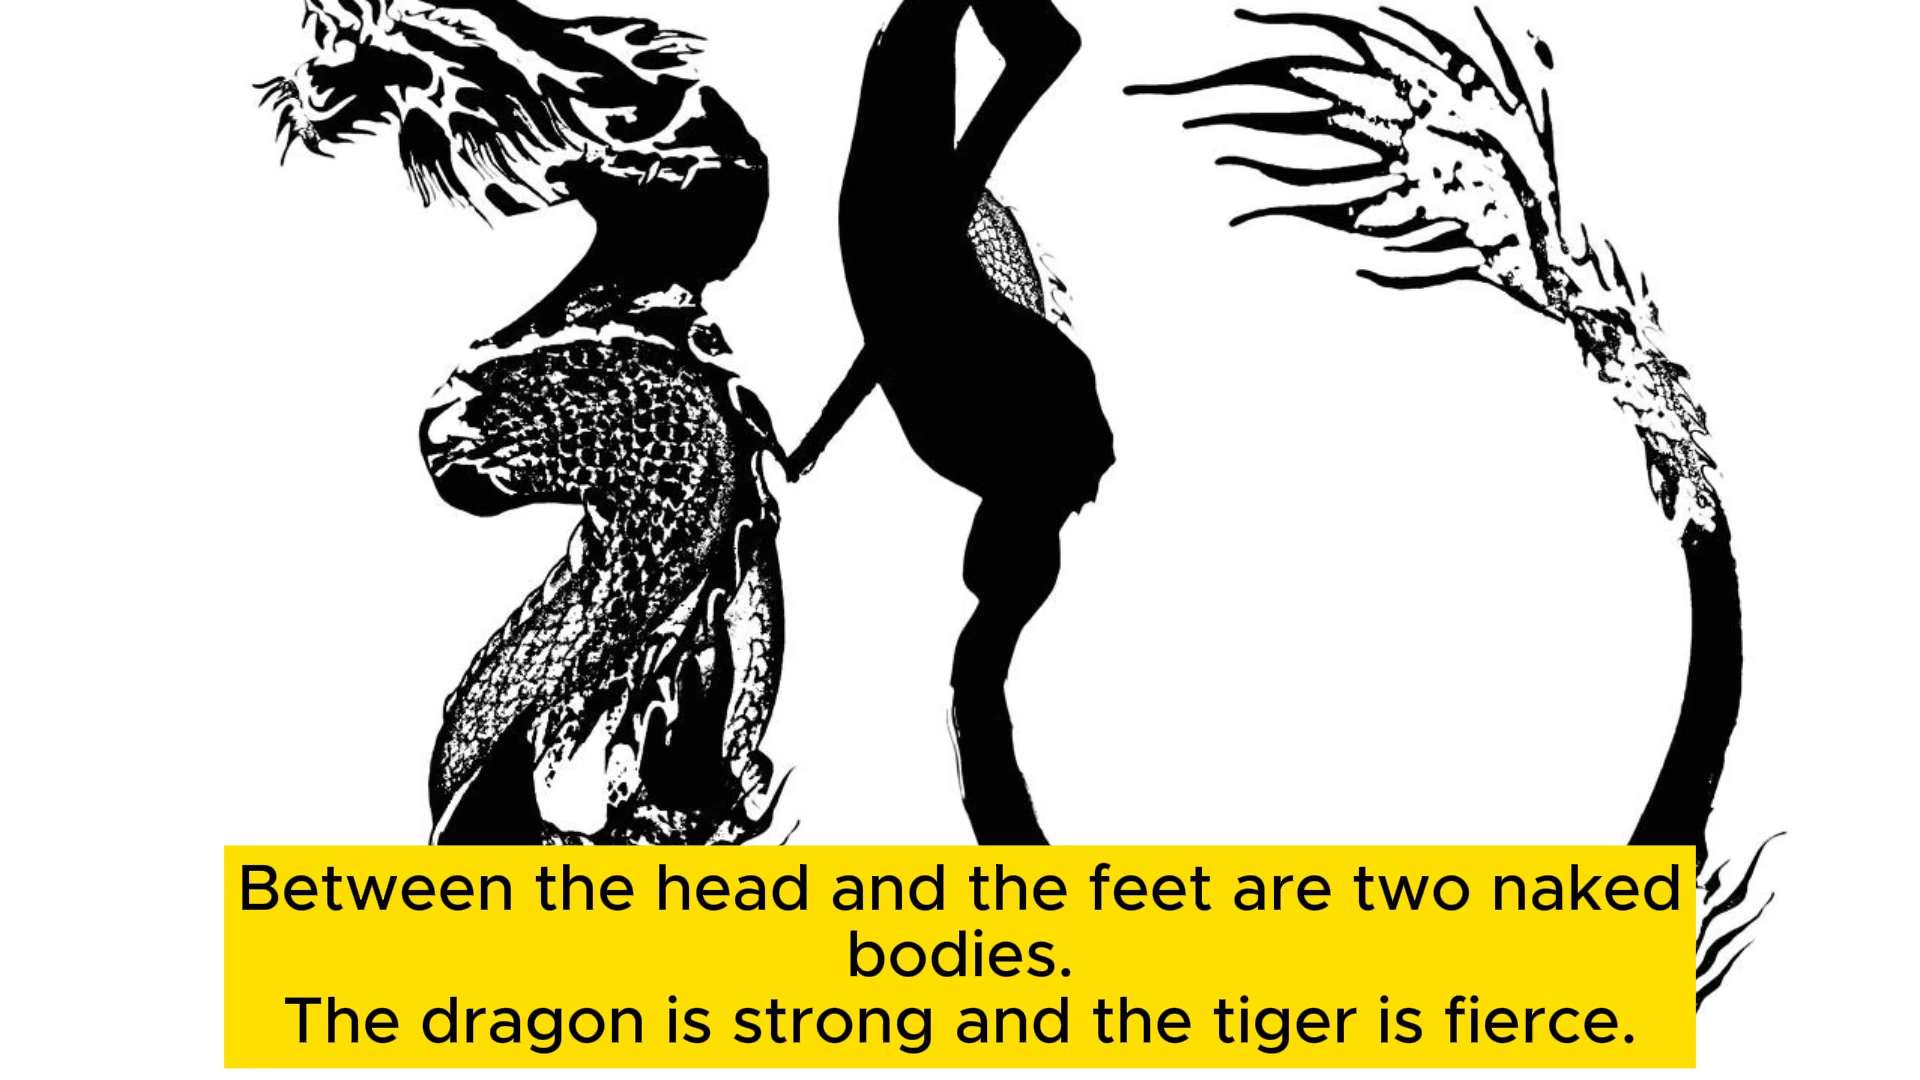 Between the head and the feet are two naked
bodies.
The dragon is strong and the tiger is fierce.